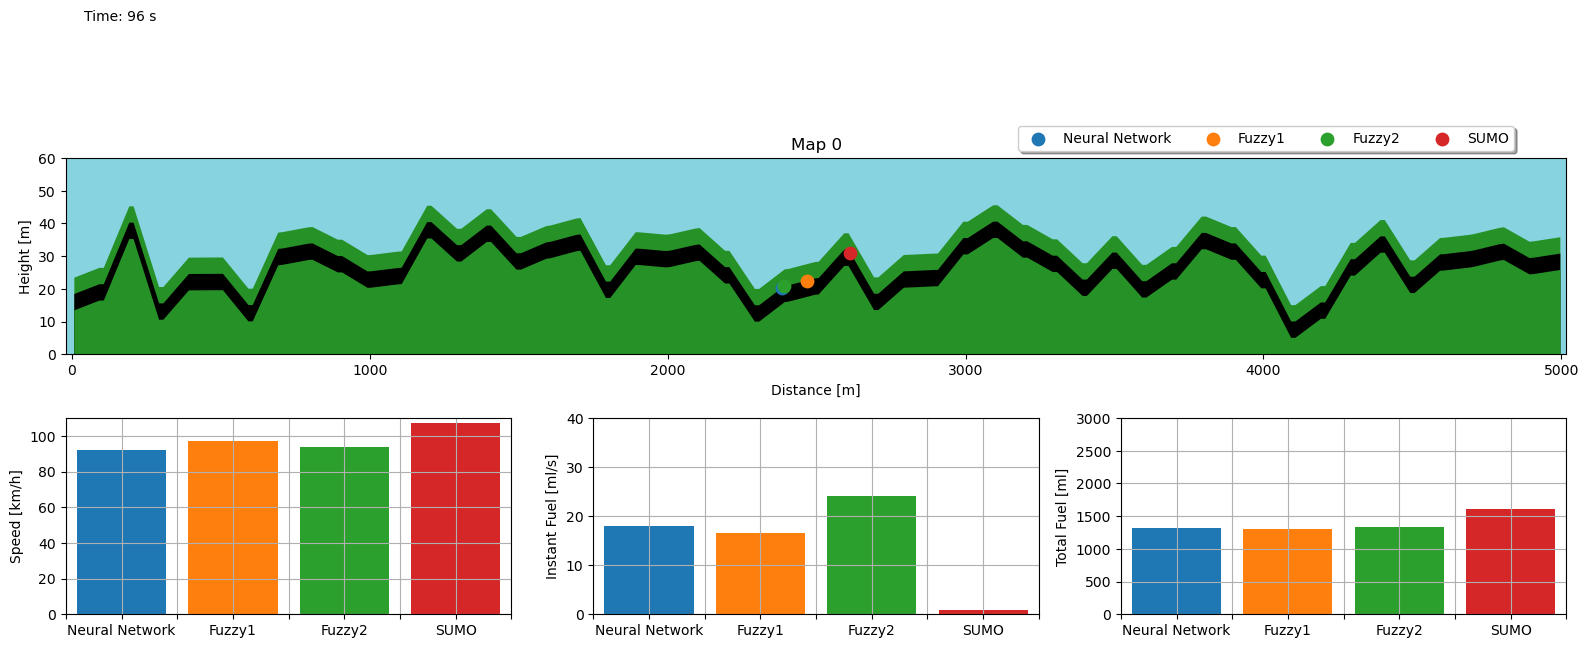 Time: 96 s
Neural Network Fuzzy1 Fuzzy2 SUMO
Map 0
Height [m]
60
50
40
30
20
10
0
0 1000 2000 3000 4000 5000
Distance [m]
Speed [km/h]
100
80
60
40
20
0
Neural Network Fuzzy1 Fuzzy2 SUMO
Instant Fuel [ml/s]
40
30
20
10
0
Neural Network Fuzzy1 Fuzzy2 SUMO
Total Fuel [ml]
3000
2500
2000
1500
1000
500
0
Neural Network Fuzzy1 Fuzzy2 SUMO